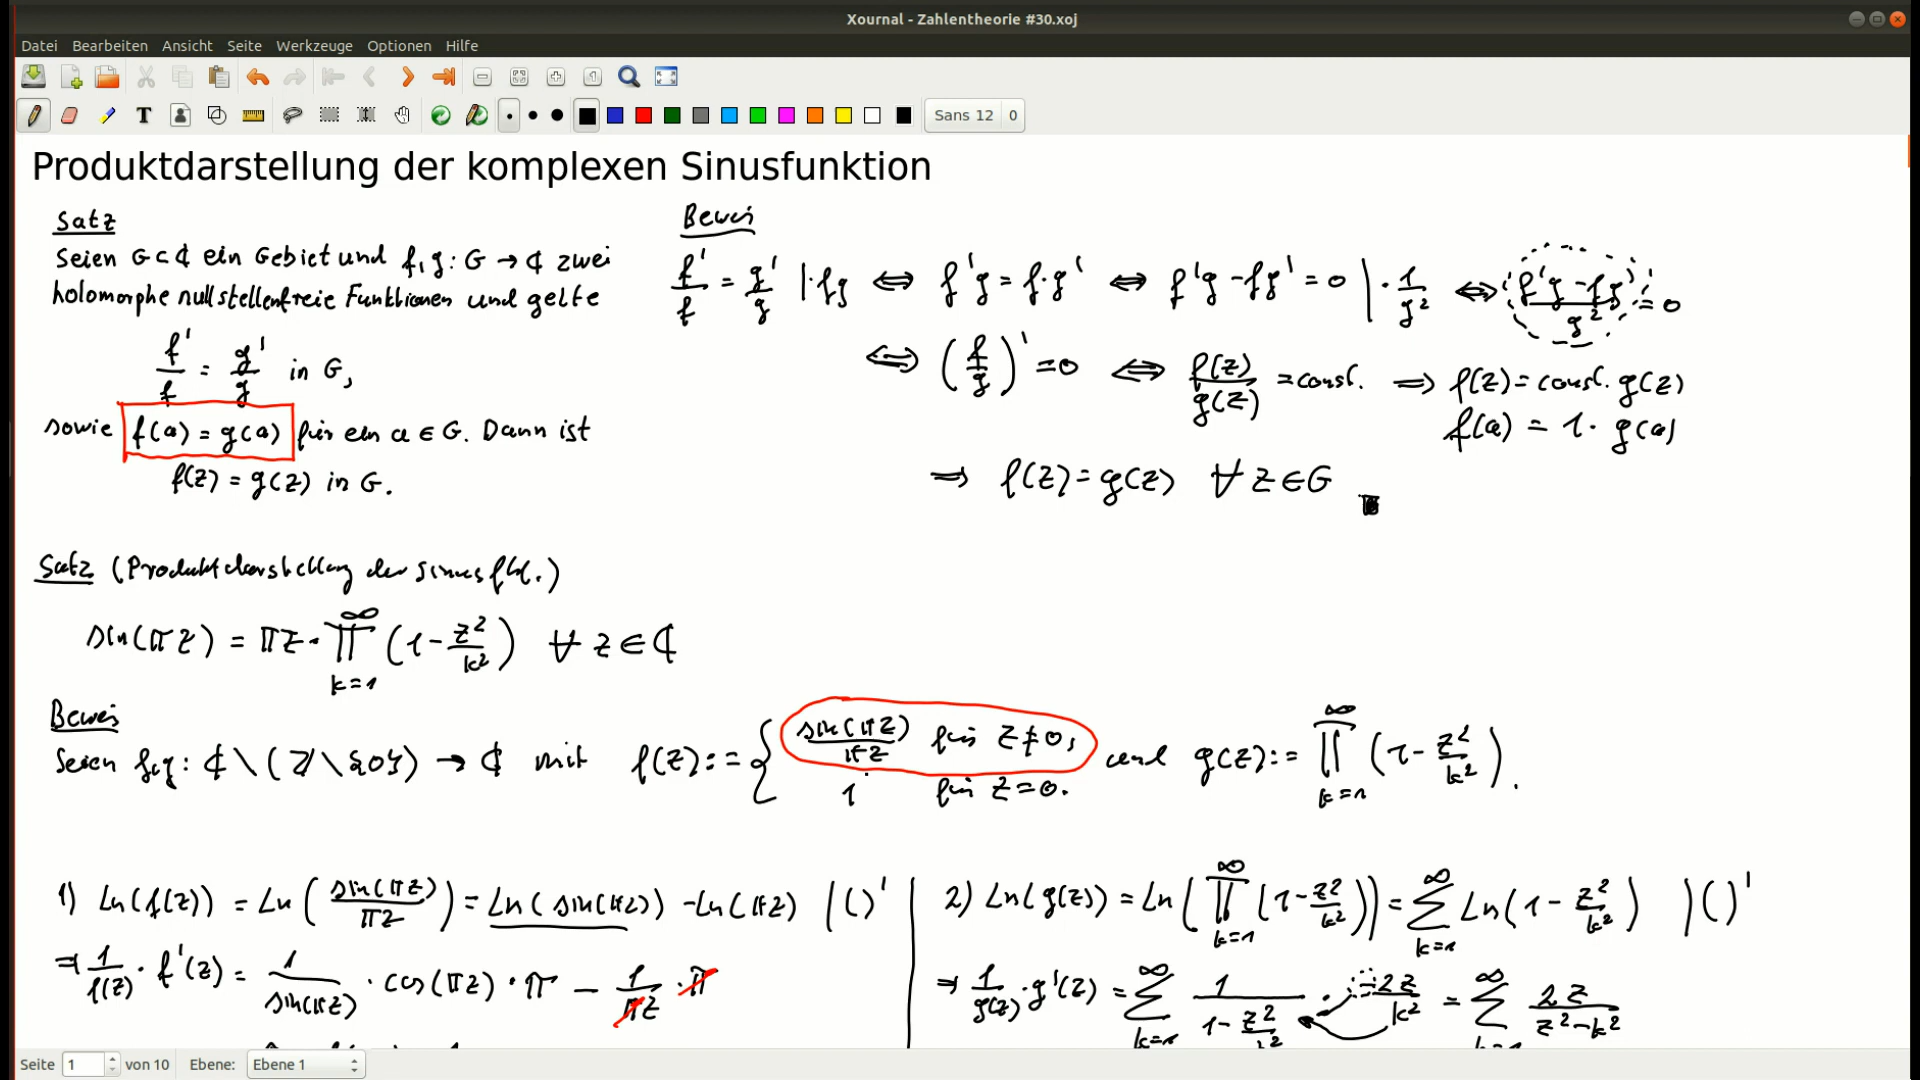 Xournal - Zahlentheorie #30.xoj
Datei Bearbeiten Ansicht Seite Werkzeuge Optionen Hilfe
Sans 12 0
Produktdarstellung der komplexen Sinusfunktion
Satz
Seien G⊂ℂ ein Gebiet und f,g: G → ℂ zwei
holomorphe nullstellenfreie Funktionen und gelte
f'/f = g'/g in G,
sowie f(a) = g(a) für ein a ∈ G. Dann ist
f(z) = g(z) in G.
Beweis
f'/f = g'/g |·fg ⟺ f'g = f·g' ⟺ f'g - fg' = 0 |· 1/g² ⟺ (f'g - fg')/g² = 0
⟺ (f/g)' = 0 ⟺ f(z)/g(z) = const. ⟹ f(z) = const. g(z)
f(a) = 1· g(a)
⟹ f(z) = g(z) ∀ z ∈ G
Satz (Produktdarstellung der Sinusfkt.)
sin(πz) = πz · ∏_{k=1}^{∞} (1 - z²/k²) ∀ z ∈ ℂ
Beweis
Seien f,g: ℂ \ (ℤ \ {0}) → ℂ mit f(z) := { sin(πz)/πz für z ≠ 0, 1 für z = 0. und g(z) := ∏_{k=1}^{∞} (1 - z²/k²).
1) Ln(f(z)) = Ln(sin(πz)/πz) = Ln(sin(πz)) - Ln(πz) |( )'
⟹ 1/f(z) · f'(z) = 1/sin(πz) · cos(πz) · π - 1/πz · π
2) Ln(g(z)) = Ln(∏_{k=1}^{∞} (1 - z²/k²)) = ∑_{k=1}^{∞} Ln(1 - z²/k²) |( )'
⟹ 1/g(z) · g'(z) = ∑_{k=1}^{∞} 1/(1 - z²/k²) · -2z/k² = ∑_{k=1}^{∞} 2z/(z² - k²)
Seite 1 von 10 Ebene: Ebene 1